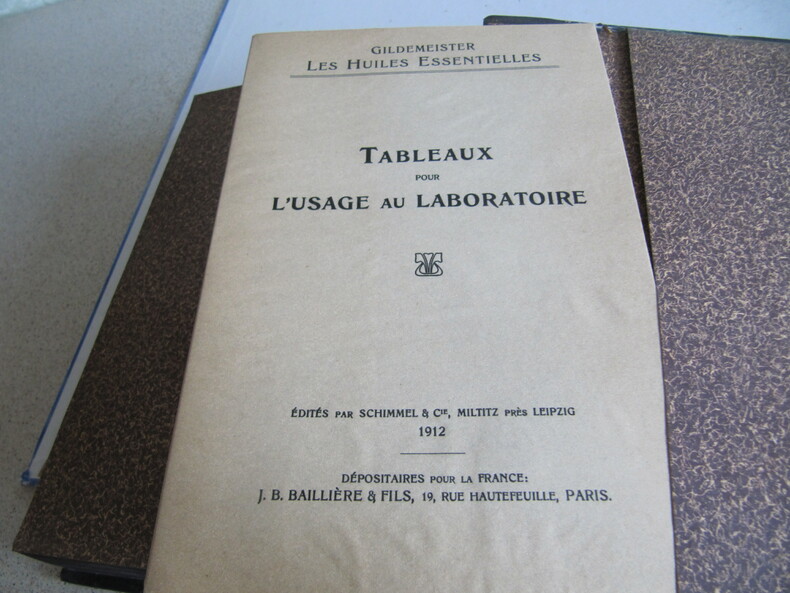 GILDEMEISTER
LES HUILES ESSENTIELLES
TABLEAUX
POUR
L'USAGE AU LABORATOIRE
ÉDITÉS PAR SCHIMMEL & CIE, MILTITZ PRÈS LEIPZIG
1912
DÉPOSITAIRES POUR LA FRANCE:
J. B. BAILLIÈRE & FILS, 19, RUE HAUTEFEUILLE, PARIS.